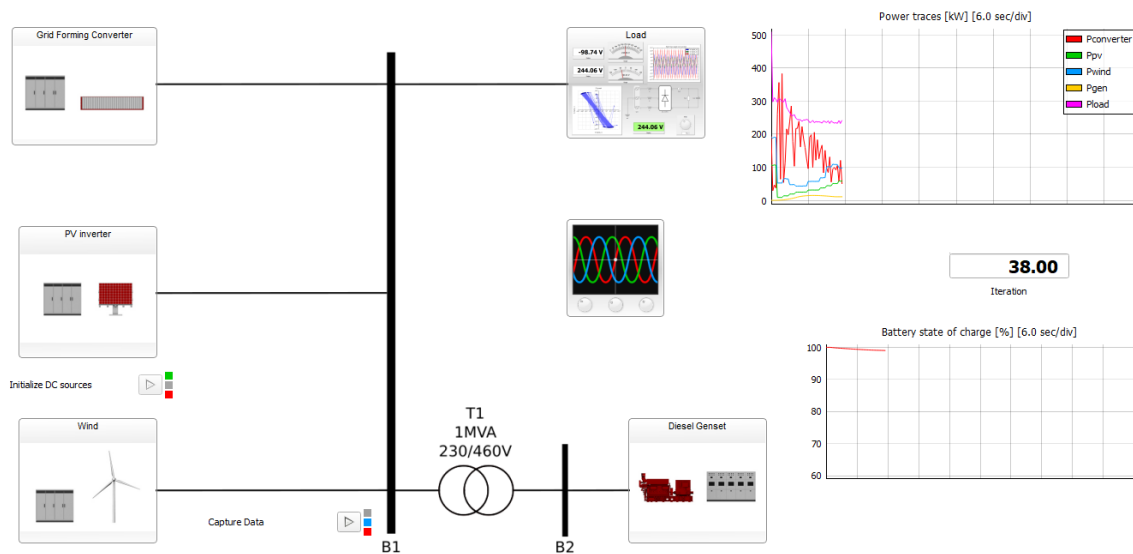 Grid Forming Converter
Load
-98.74 V
244.06 V
244.06 V
Power traces [kW] [6.0 sec/div]
500
400
300
200
100
0
Pconverter
Ppv
Pwind
Pgen
Pload
PV inverter
38.00
Iteration
Initialize DC sources
Battery state of charge [%] [6.0 sec/div]
100
90
80
70
60
Wind
T1
1MVA
230/460V
Diesel Genset
Capture Data
B1
B2